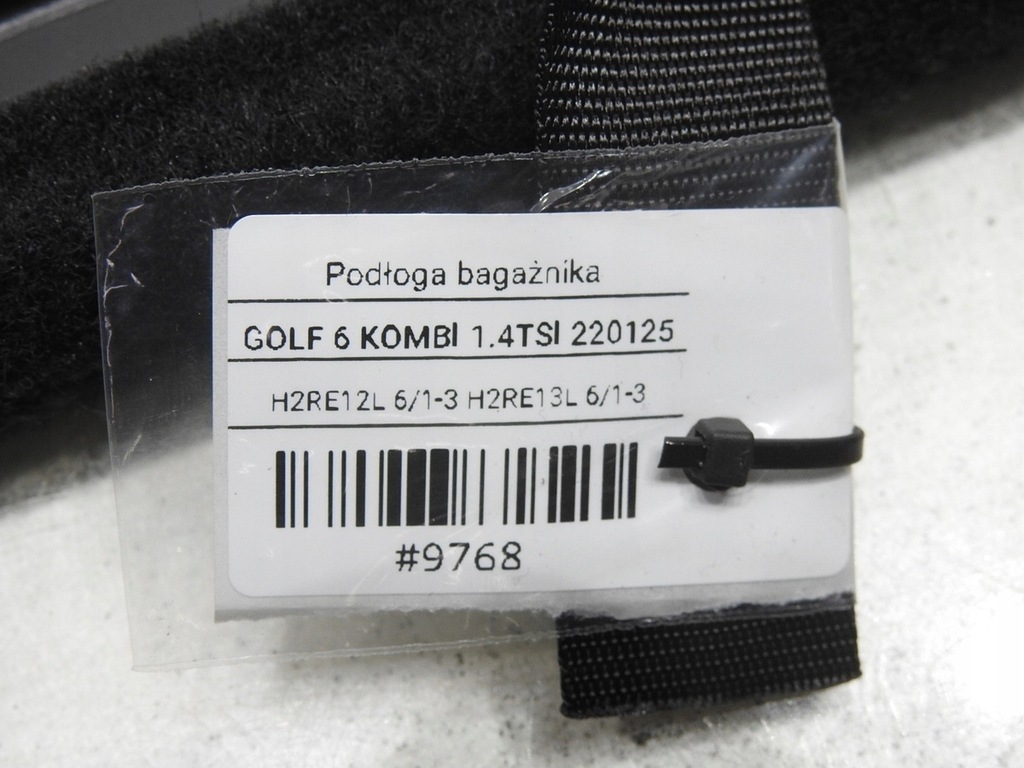 Podłoga bagażnika
GOLF 6 KOMBI 1.4TSI 220125
H2RE12L 6/1-3 H2RE13L 6/1-3
#9768